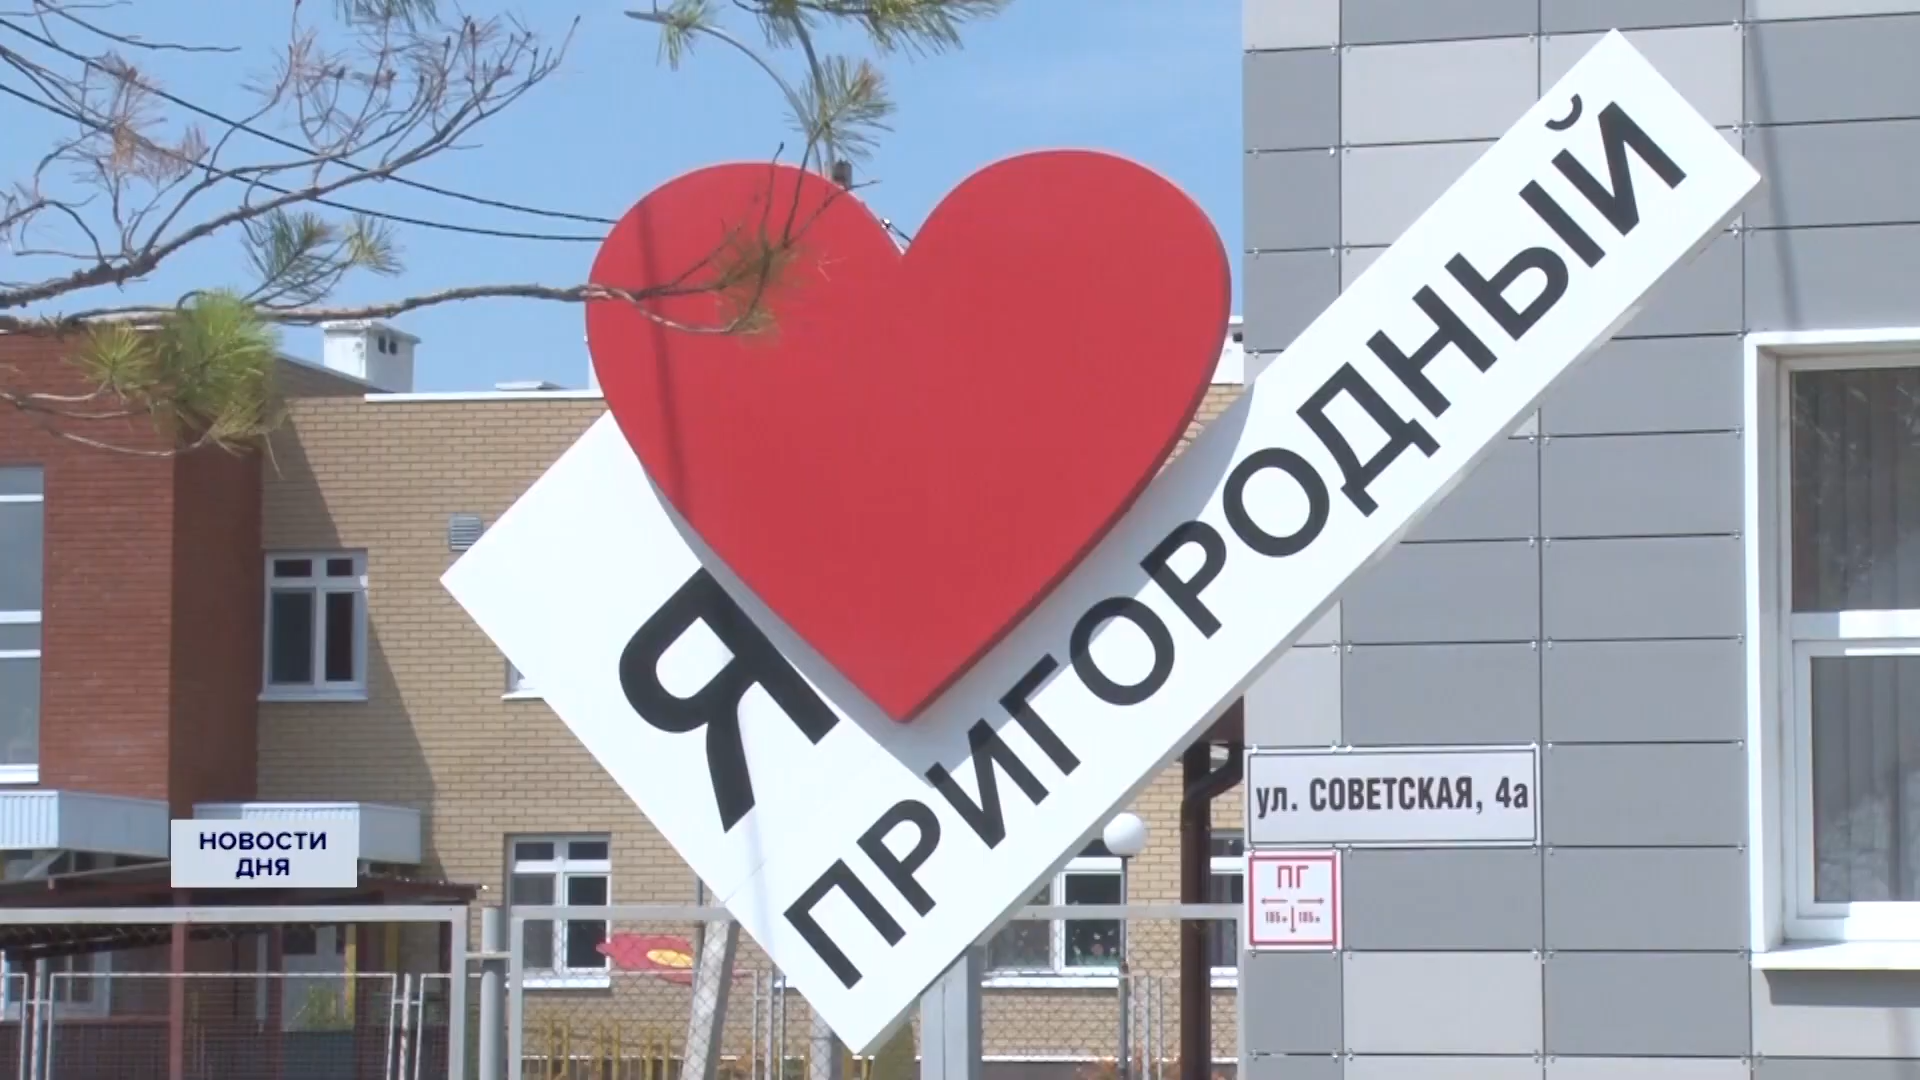 Я
ПРИГОРОДНЫЙ
ул. СОВЕТСКАЯ, 4а
ПГ
НОВОСТИ
ДНЯ